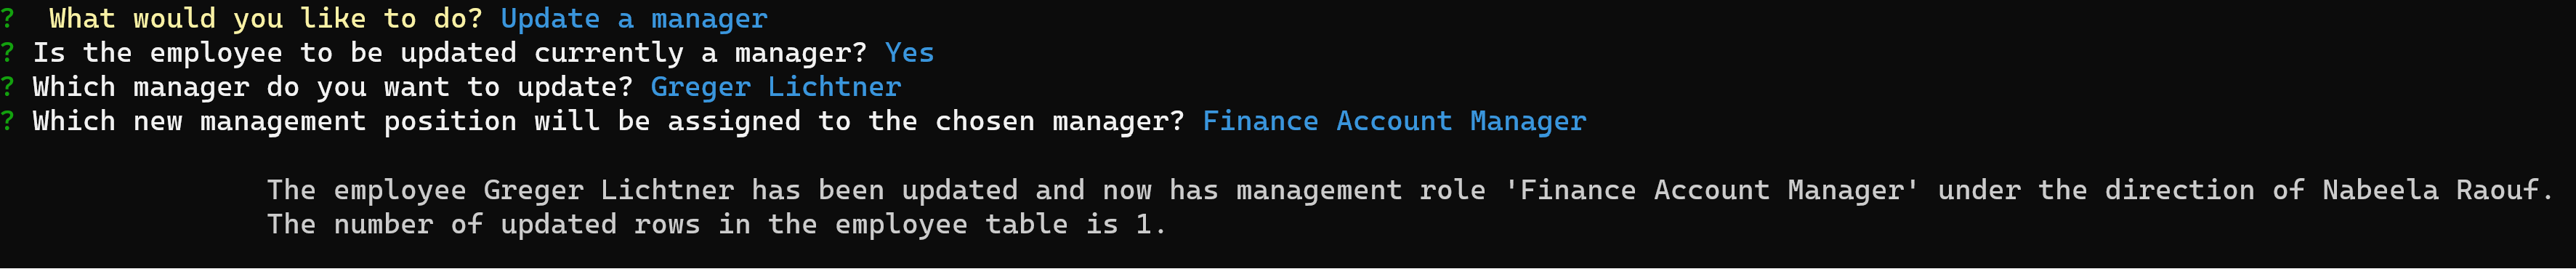 ?  What would you like to do? Update a manager
? Is the employee to be updated currently a manager? Yes
? Which manager do you want to update? Greger Lichtner
? Which new management position will be assigned to the chosen manager? Finance Account Manager
The employee Greger Lichtner has been updated and now has management role 'Finance Account Manager' under the direction of Nabeela Raouf.
The number of updated rows in the employee table is 1.